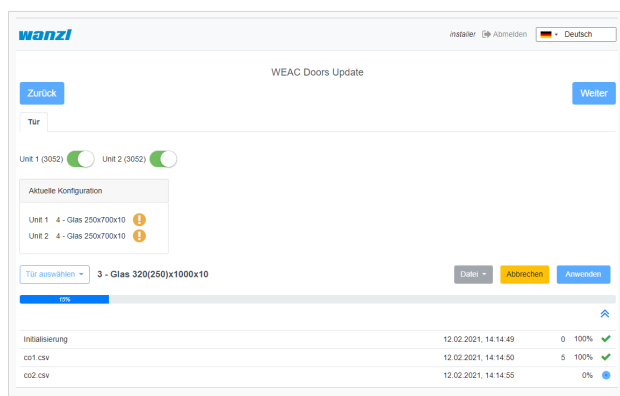 wanzl
installer Abmelden Deutsch
WEAC Doors Update
Zurück Weiter
Tür
Unit 1 (3052) Unit 2 (3052)
Aktuelle Konfiguration
Unit 1 4 - Glas 250x700x10
Unit 2 4 - Glas 250x700x10
Tür auswählen 3 - Glas 320(250)x1000x10 Datei Abbrechen Anwenden
15%
Initialisierung 12.02.2021, 14:14:49 0 100%
co1.csv 12.02.2021, 14:14:50 5 100%
co2.csv 12.02.2021, 14:14:55 0%